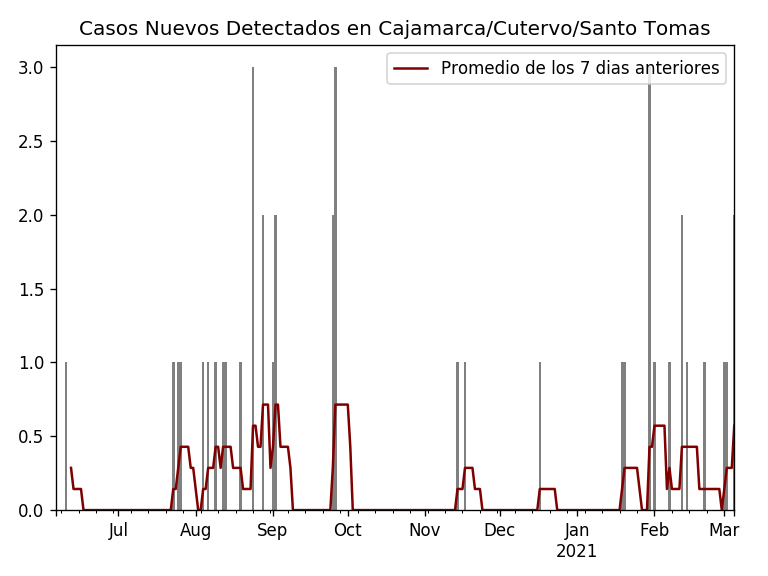 Casos Nuevos Detectados en Cajamarca/Cutervo/Santo Tomas
Promedio de los 7 dias anteriores
3.0
2.5
2.0
1.5
1.0
0.5
0.0
Jul Aug Sep Oct Nov Dec Jan Feb Mar
2021